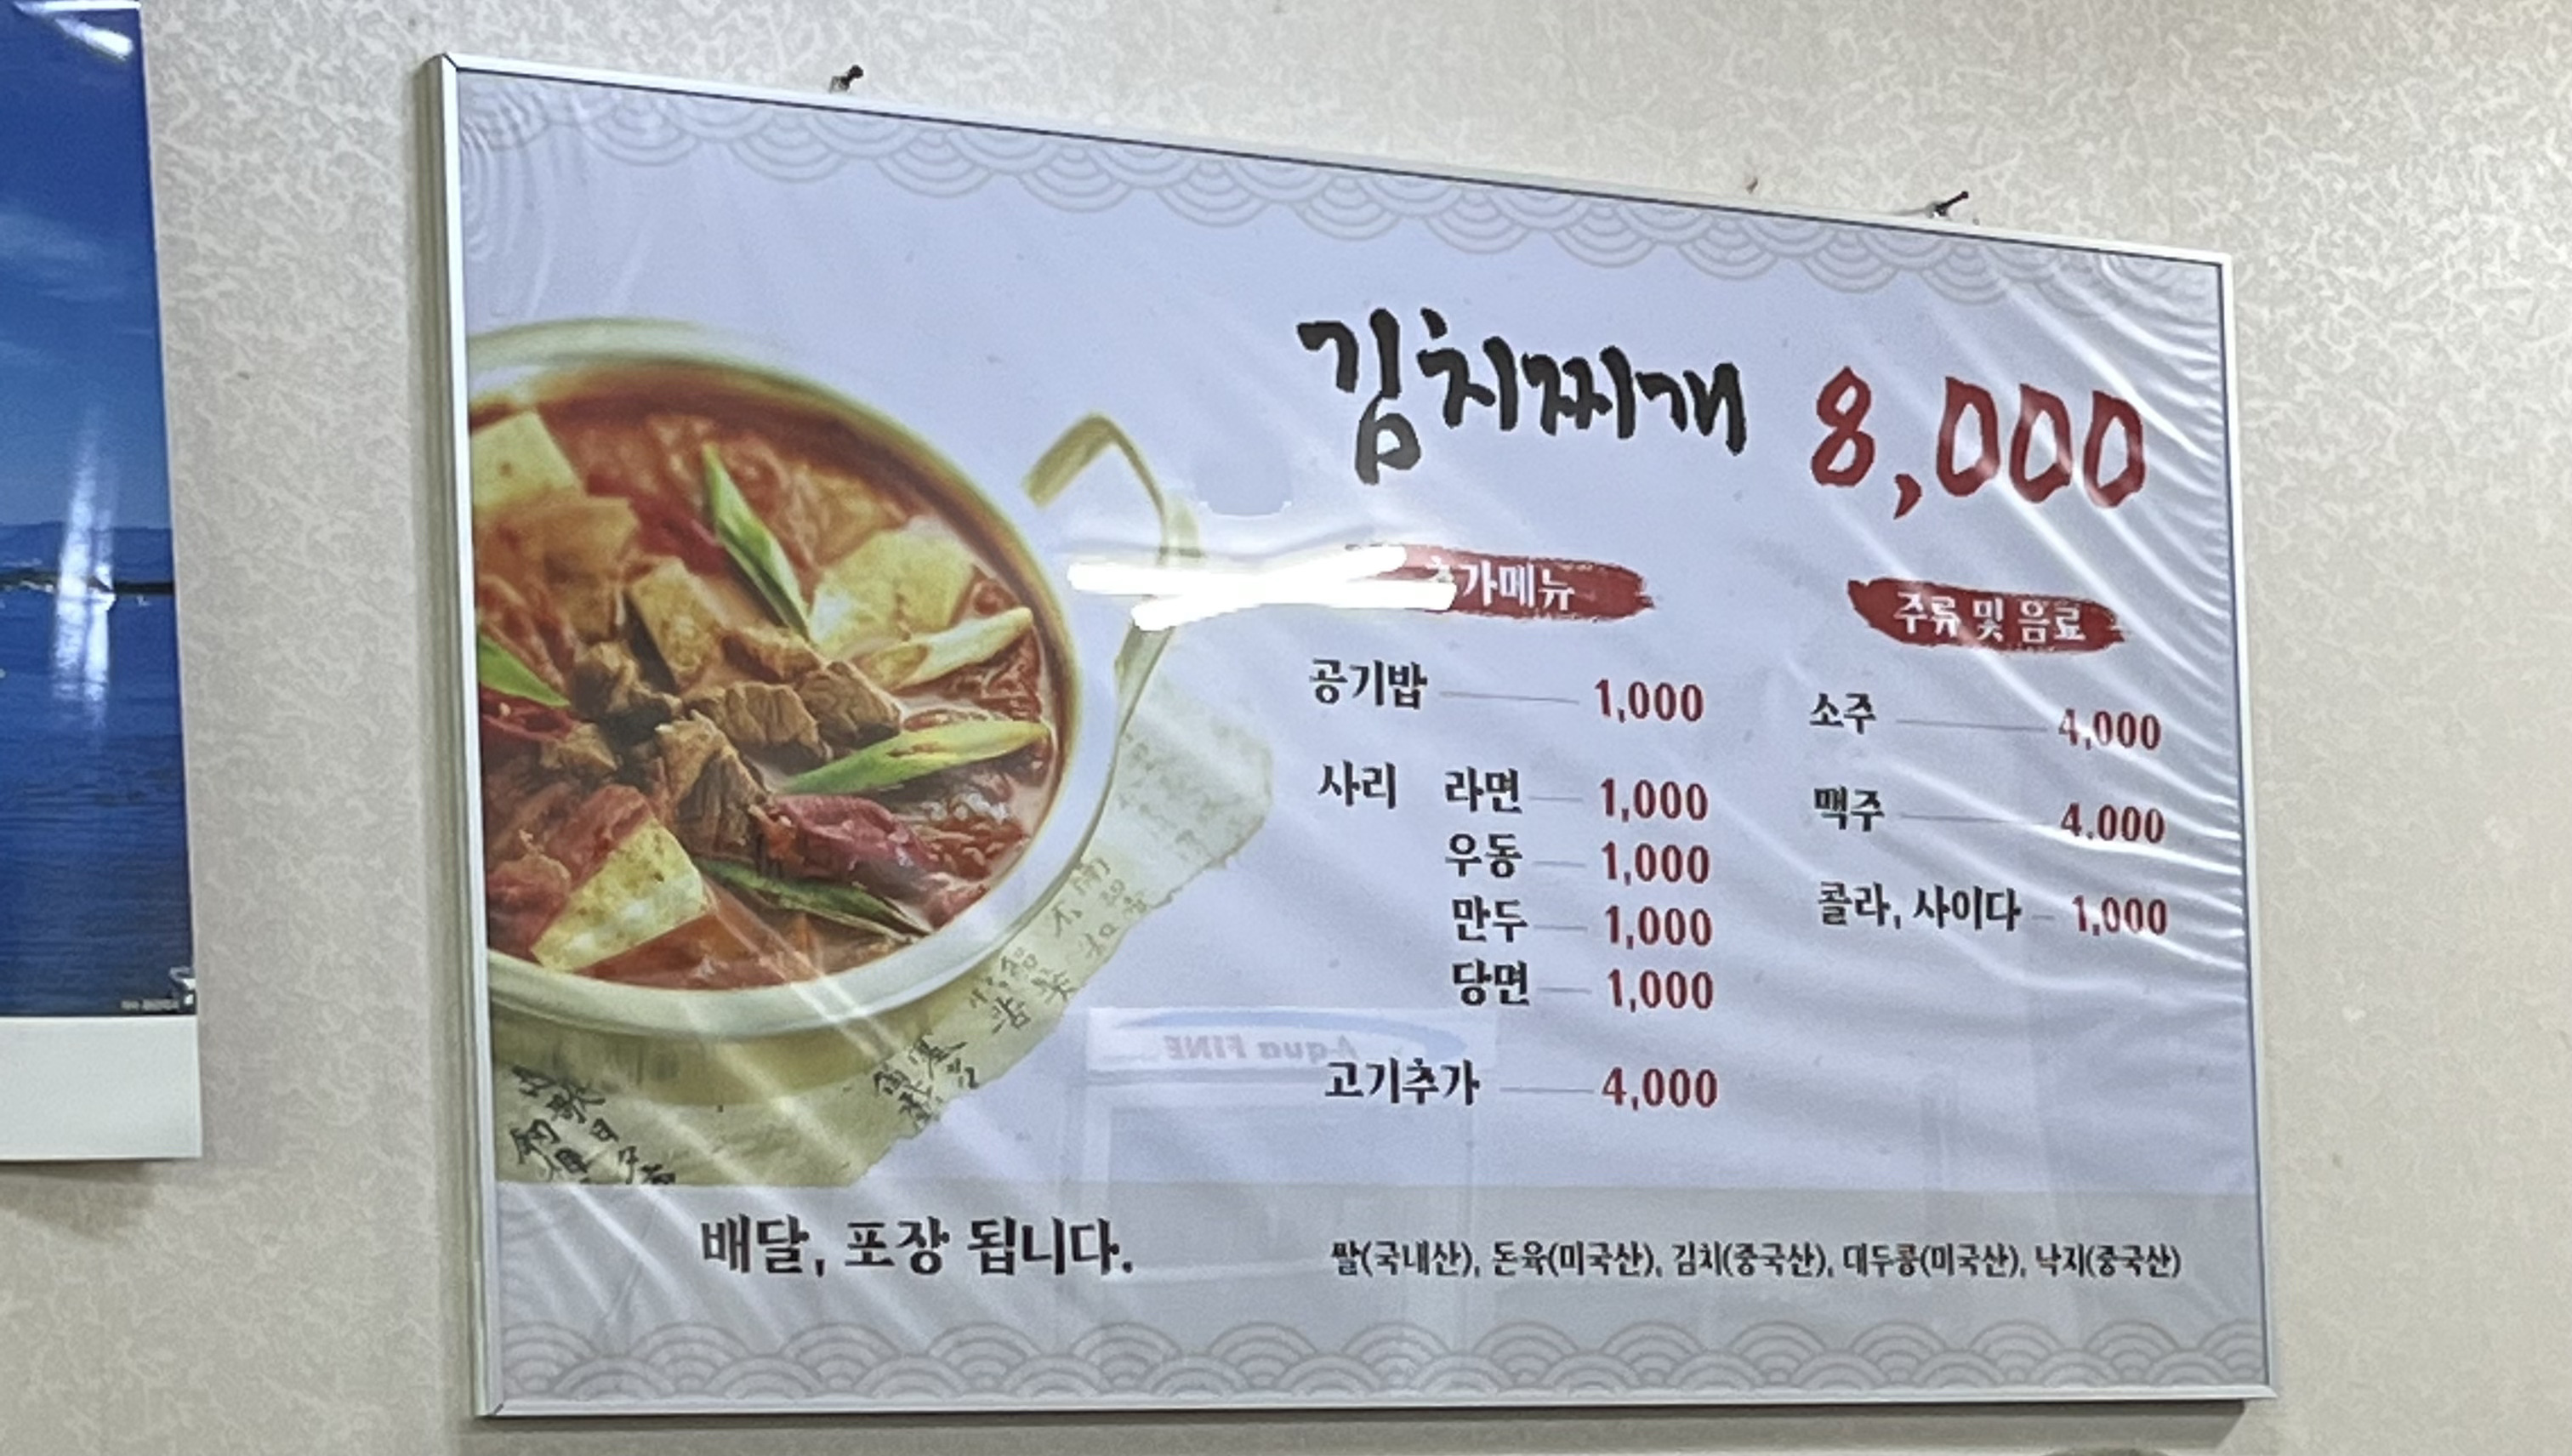 김치찌개 8,000
추가메뉴
공기밥 1,000
사리 라면 1,000
우동 1,000
만두 1,000
당면 1,000
고기추가 4,000
주류 및 음료
소주 4,000
맥주 4.000
콜라, 사이다 1,000
Aqua FINE
배달, 포장 됩니다.
쌀(국내산), 돈육(미국산), 김치(중국산), 대두콩(미국산), 낙지(중국산)